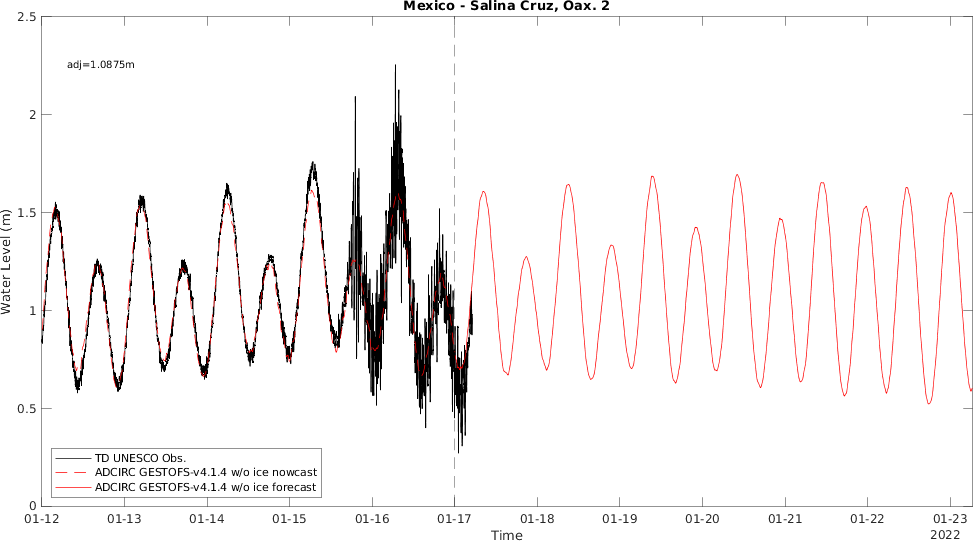 Mexico - Salina Cruz, Oax. 2
adj=1.0875m
2.5
2
1.5
1
0.5
0
Water Level (m)
TD UNESCO Obs.
ADCIRC GESTOFS-v4.1.4 w/o ice nowcast
ADCIRC GESTOFS-v4.1.4 w/o ice forecast
01-12 01-13 01-14 01-15 01-16 01-17 01-18 01-19 01-20 01-21 01-22 01-23
Time
2022